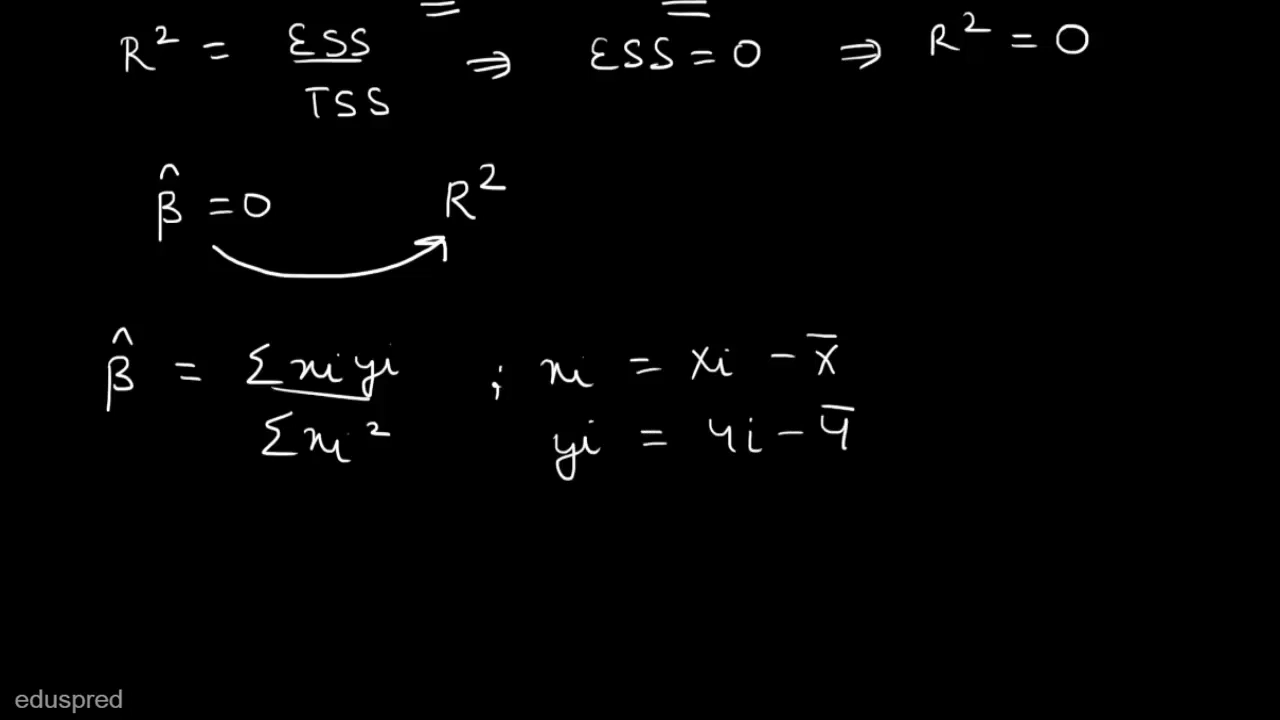 R² = ESS / TSS ⇒ ESS = 0 ⇒ R² = 0
β̂ = 0 R²
β̂ = Σxiyi / Σxi² ; xi = Xi − X̄
yi = Yi − Ȳ
eduspred